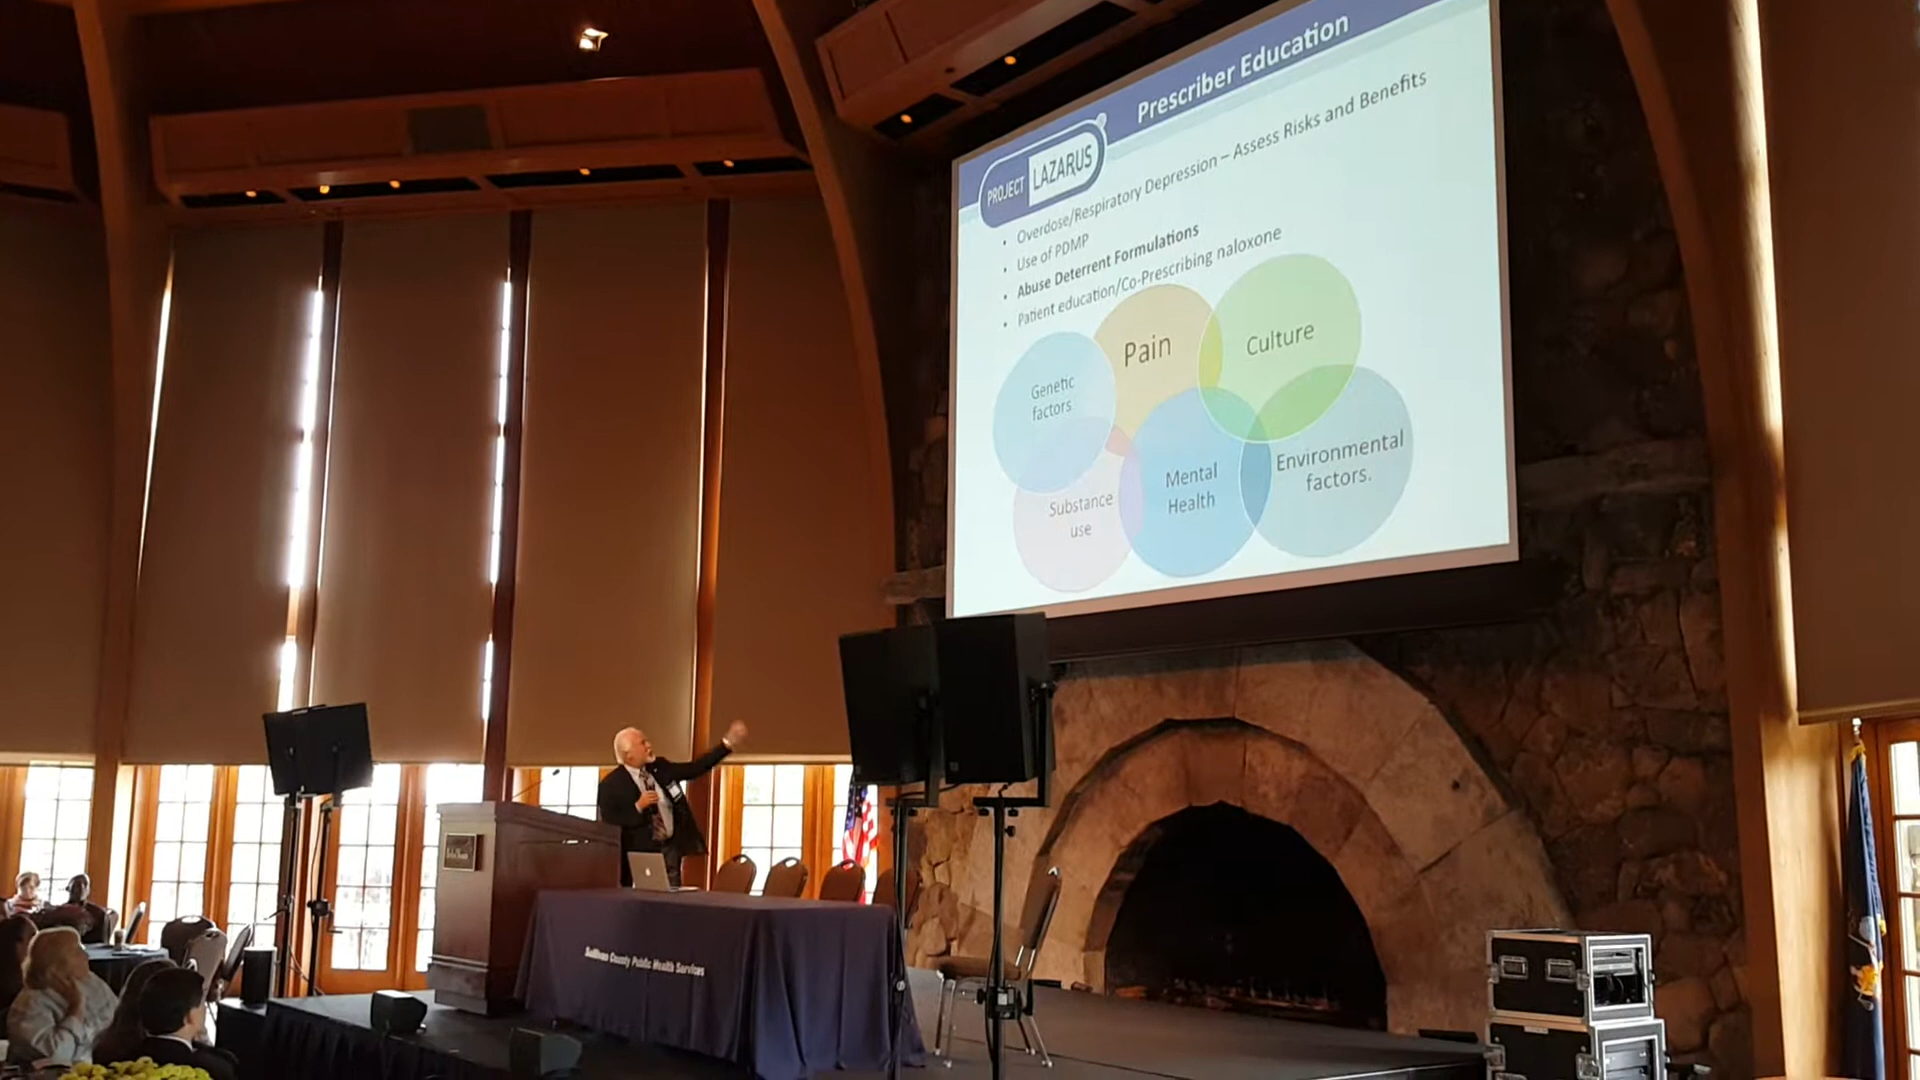 Prescriber Education
PROJECT LAZARUS
• Overdose/Respiratory Depression – Assess Risks and Benefits
• Use of PDMP
• Abuse Deterrent Formulations
• Patient education/Co-Prescribing naloxone
Pain
Culture
Genetic
factors
Environmental
factors.
Mental
Health
Substance
use
Sullivan County Public Health Services